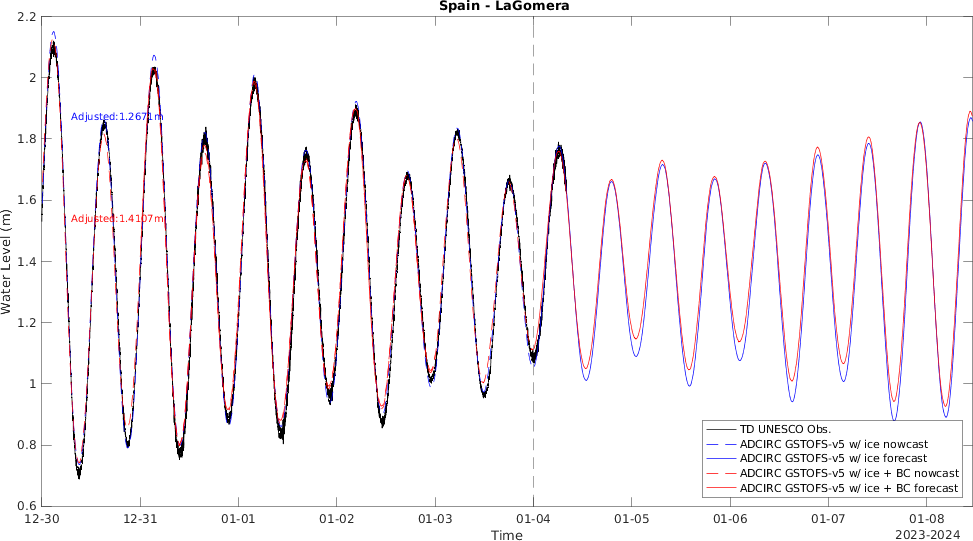 Spain - LaGomera
2.2
2
1.8
1.6
1.4
1.2
1
0.8
0.6
Water Level (m)
Adjusted:1.2671m
Adjusted:1.4107m
TD UNESCO Obs.
ADCIRC GSTOFS-v5 w/ ice nowcast
ADCIRC GSTOFS-v5 w/ ice forecast
ADCIRC GSTOFS-v5 w/ ice + BC nowcast
ADCIRC GSTOFS-v5 w/ ice + BC forecast
12-30 12-31 01-01 01-02 01-03 01-04 01-05 01-06 01-07 01-08
Time
2023-2024